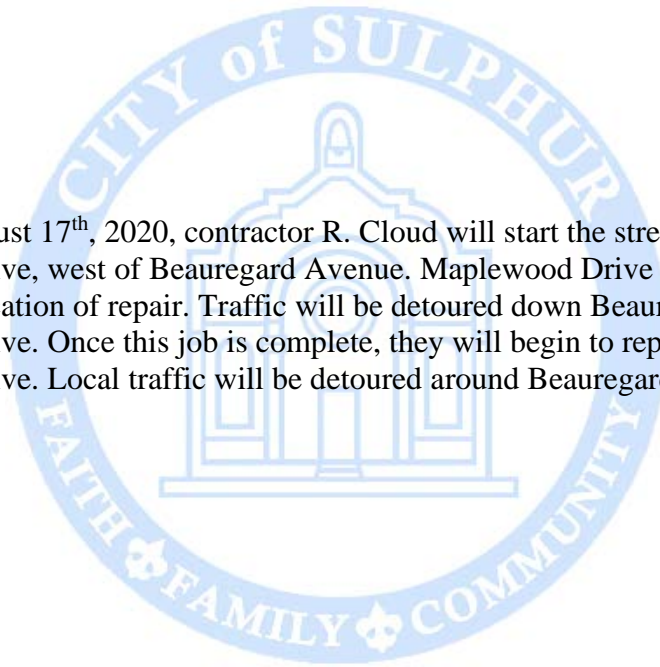 CITY of SULPHUR
ust 17th, 2020, contractor R. Cloud will start the stre
ve, west of Beauregard Avenue. Maplewood Drive
ation of repair. Traffic will be detoured down Beaur
ve. Once this job is complete, they will begin to rep
ve. Local traffic will be detoured around Beauregard
FAITH ⚜ FAMILY ⚜ COMMUNITY